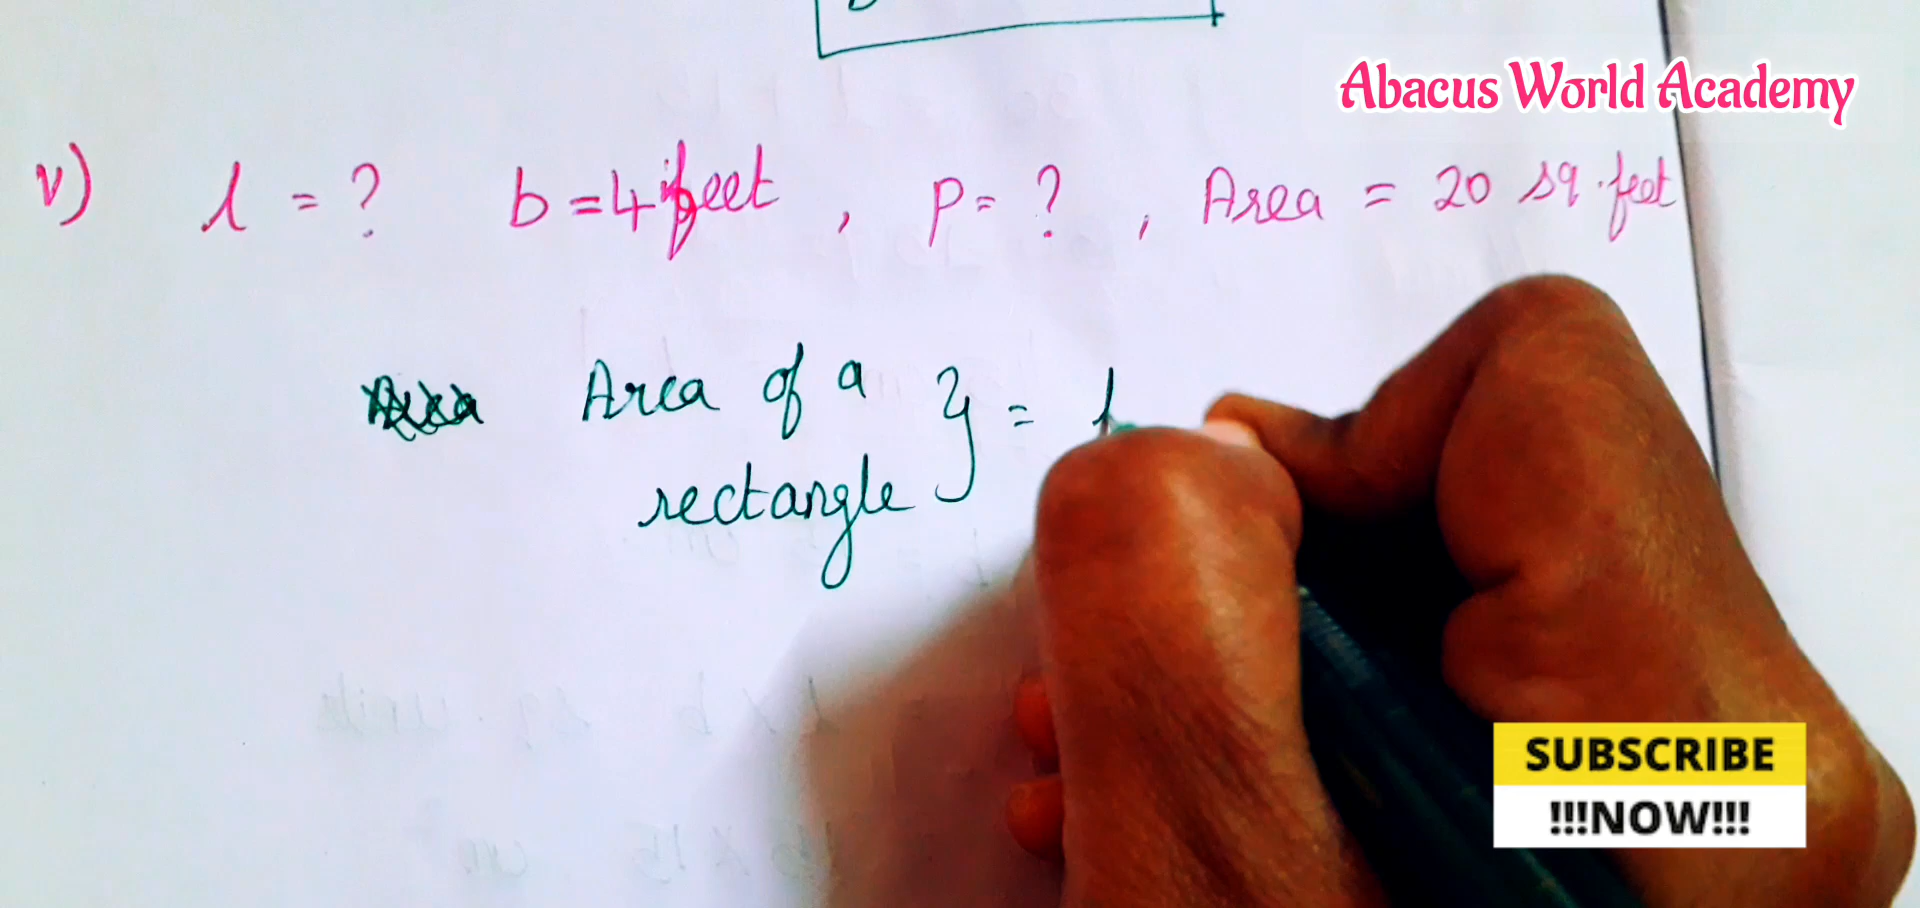 Abacus World Academy
v) l = ? b = 4 feet , P = ? , Area = 20 sq.feet
Area of a } = l
rectangle
SUBSCRIBE
!!!NOW!!!